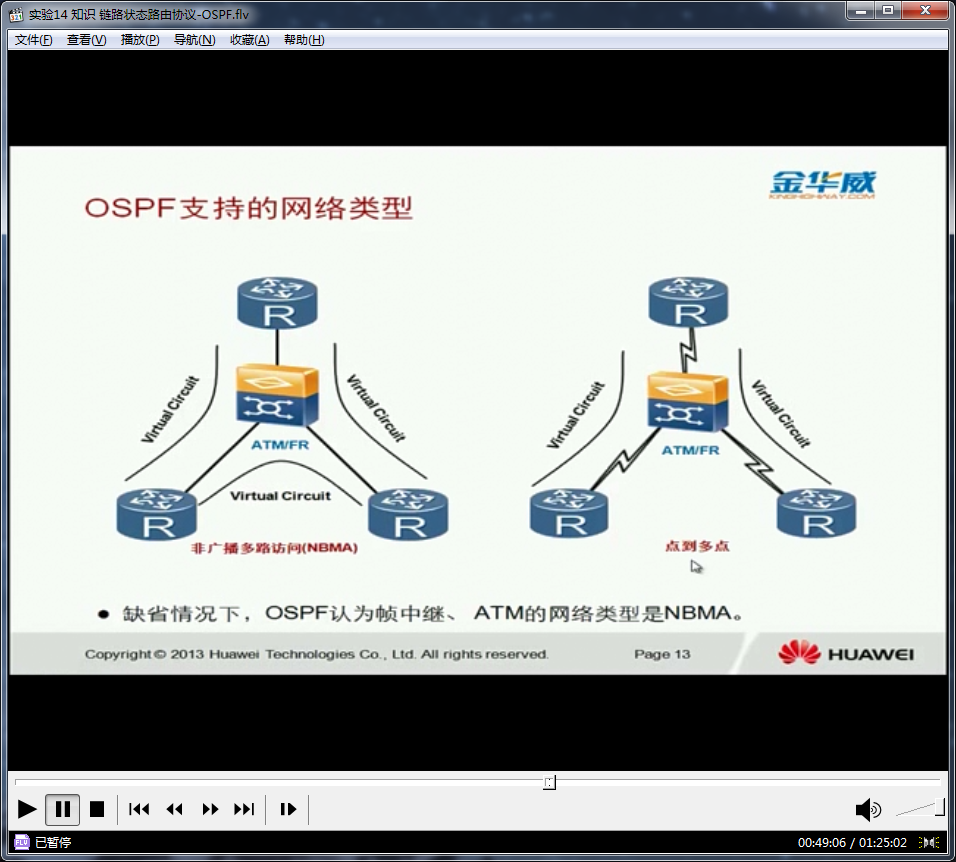 实验14 知识 链路状态路由协议-OSPF.flv
文件(F) 查看(V) 播放(P) 导航(N) 收藏(A) 帮助(H)
金华威
KINGHIGHWAY.COM
OSPF支持的网络类型
R
R
Virtual Circuit
Virtual Circuit
Virtual Circuit
Virtual Circuit
ATM/FR
ATM/FR
Virtual Circuit
R
R
R
R
非广播多路访问(NBMA)
点到多点
● 缺省情况下，OSPF认为帧中继、 ATM的网络类型是NBMA。
Copyright © 2013 Huawei Technologies Co., Ltd. All rights reserved.
Page 13
HUAWEI
FLV
已暂停
00:49:06 / 01:25:02